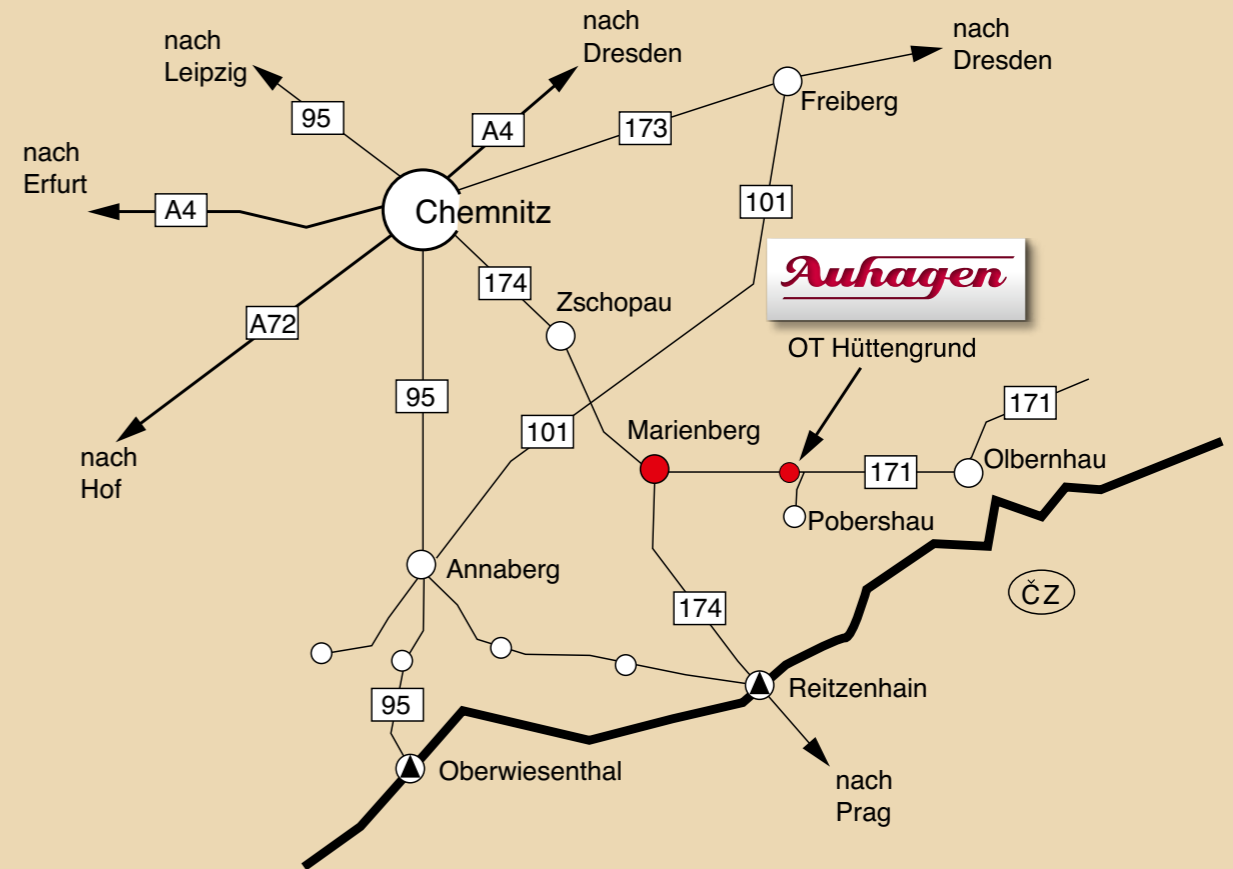 nach
Dresden
nach
Dresden
nach
Leipzig
95
A4
173
Freiberg
nach
Erfurt
A4
101
Chemnitz
Auhagen
174
Zschopau
A72
OT Hüttengrund
95
171
101
Marienberg
nach
Hof
171
Olbernhau
Pobershau
Annaberg
ČZ
174
Reitzenhain
95
Oberwiesenthal
nach
Prag